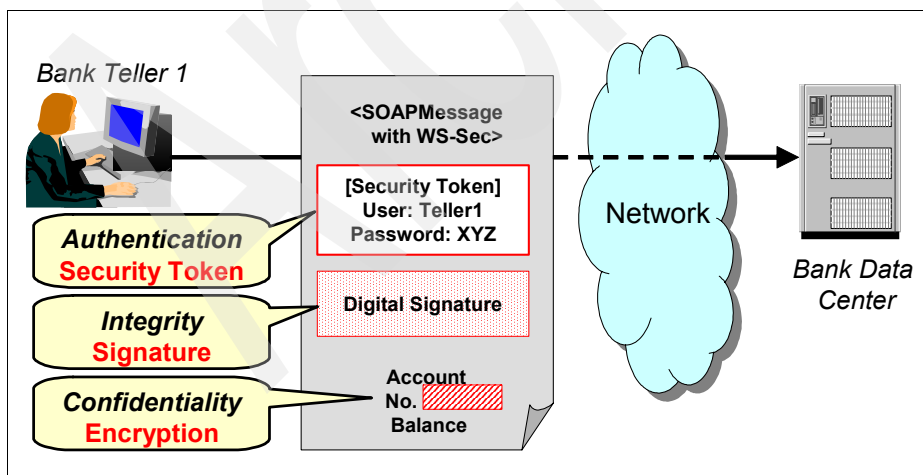 Bank Teller 1
<SOAPMessage
with WS-Sec>
[Security Token]
User: Teller1
Password: XYZ
Authentication
Security Token
Digital Signature
Integrity
Signature
Account
No.
Balance
Confidentiality
Encryption
Network
Bank Data
Center